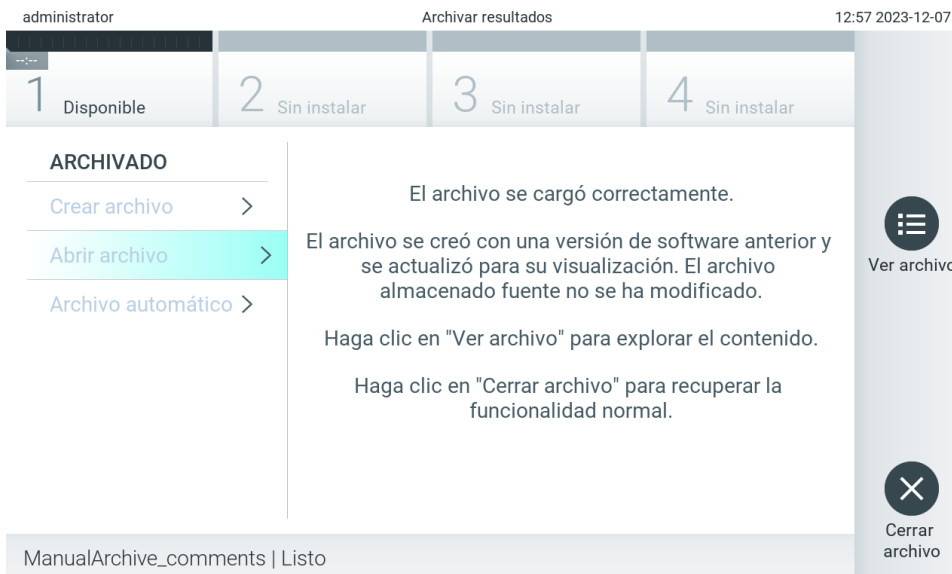 administrator
Archivar resultados
12:57 2023-12-07
--:--
1 Disponible
2 Sin instalar
3 Sin instalar
4 Sin instalar
ARCHIVADO
Crear archivo
Abrir archivo
Archivo automático
El archivo se cargó correctamente.
El archivo se creó con una versión de software anterior y
se actualizó para su visualización. El archivo
almacenado fuente no se ha modificado.
Haga clic en "Ver archivo" para explorar el contenido.
Haga clic en "Cerrar archivo" para recuperar la
funcionalidad normal.
Ver archivo
Cerrar
archivo
ManualArchive_comments | Listo